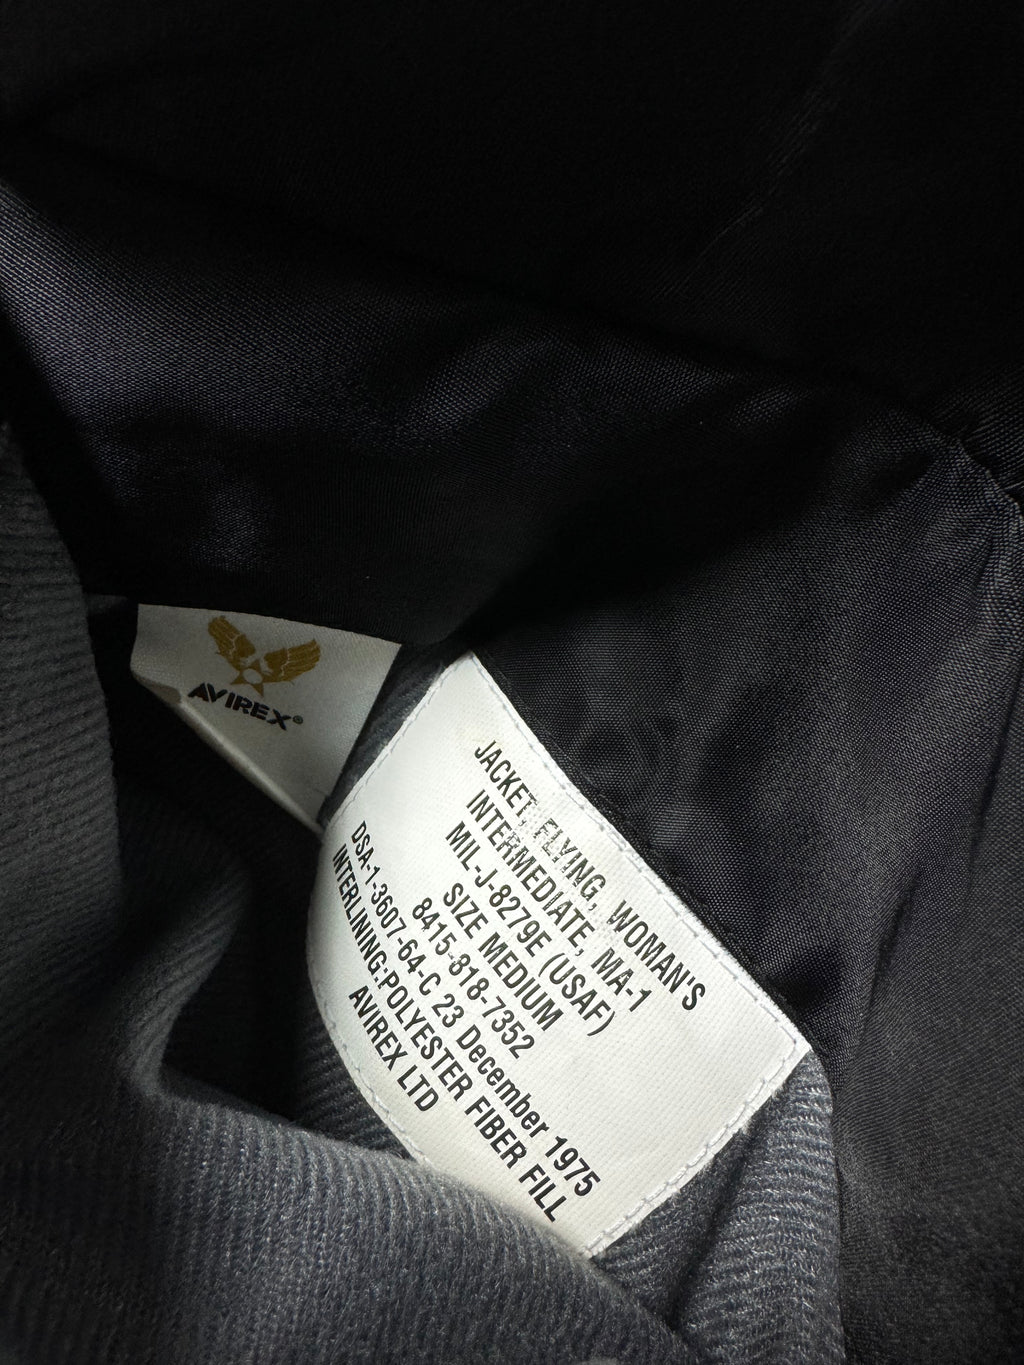 AVIREX®
JACKET, FLYING, WOMAN'S
INTERMEDIATE, MA-1
MIL-J-8279E (USAF)
SIZE MEDIUM
8415-818-7352
DSA-1-3607-64-C 23 December 1975
INTERLINING:POLYESTER FIBER FILL
AVIREX LTD